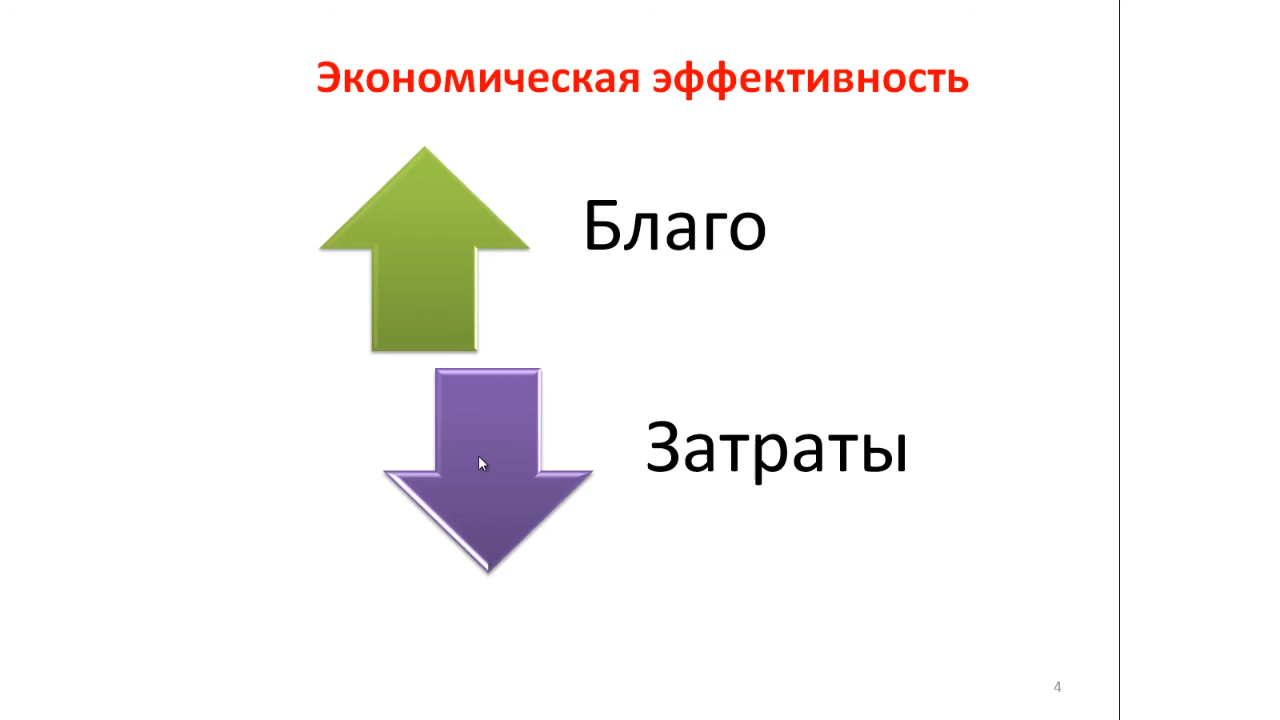 Экономическая эффективность
Благо
Затраты
4